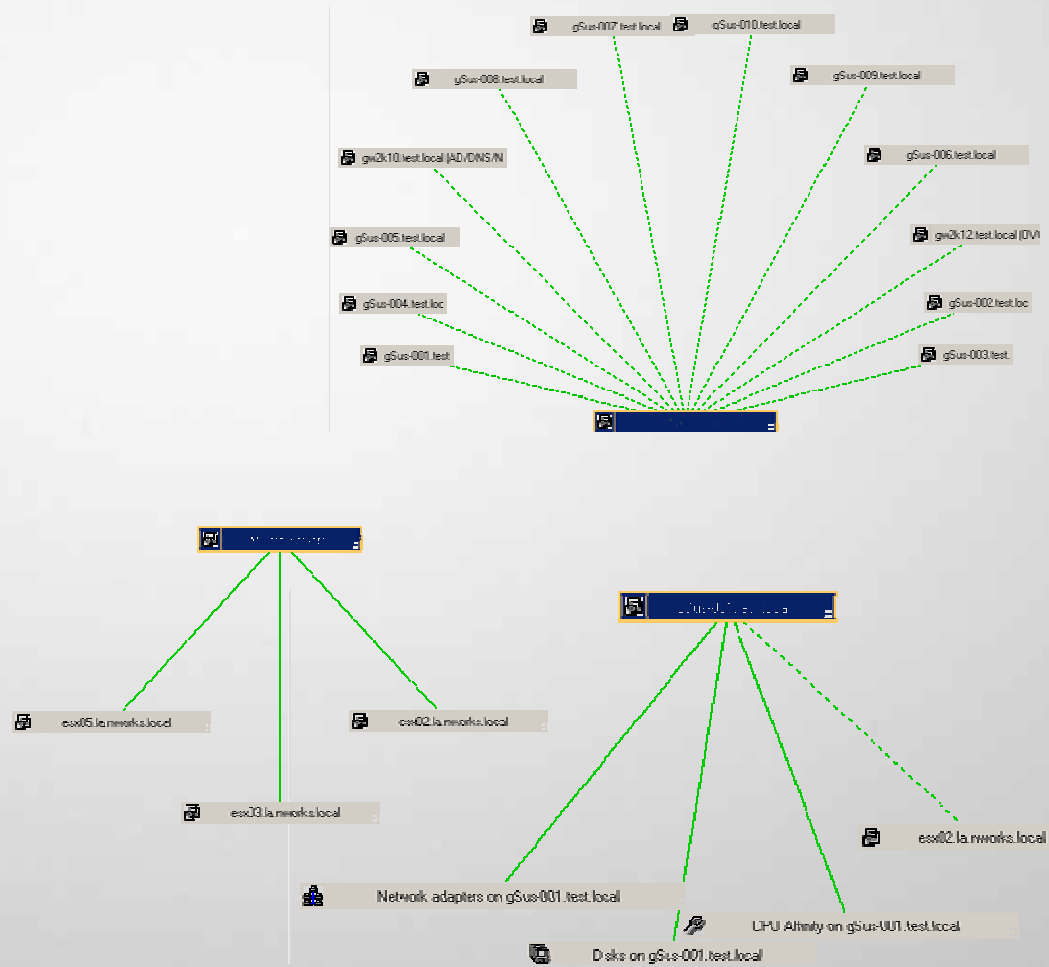 gSus-007.test.local
gSus-010.test.local
gSus-008.test.local
gSus-009.test.local
gw2k10.test.local (AD/DNS/N
gSus-006.test.local
gSus-005.test.local
gw2k12.test.local (DV
gSus-004.test.loc
gSus-002.test.loc
gSus-001.test
gSus-003.test.
esx05.la.nworks.local
esx02.la.nworks.local
esx03.la.nworks.local
esx02.la.nworks.local
Network adapters on gSus-001.test.local
CPU Affinity on gSus-001.test.local
Disks on gSus-001.test.local